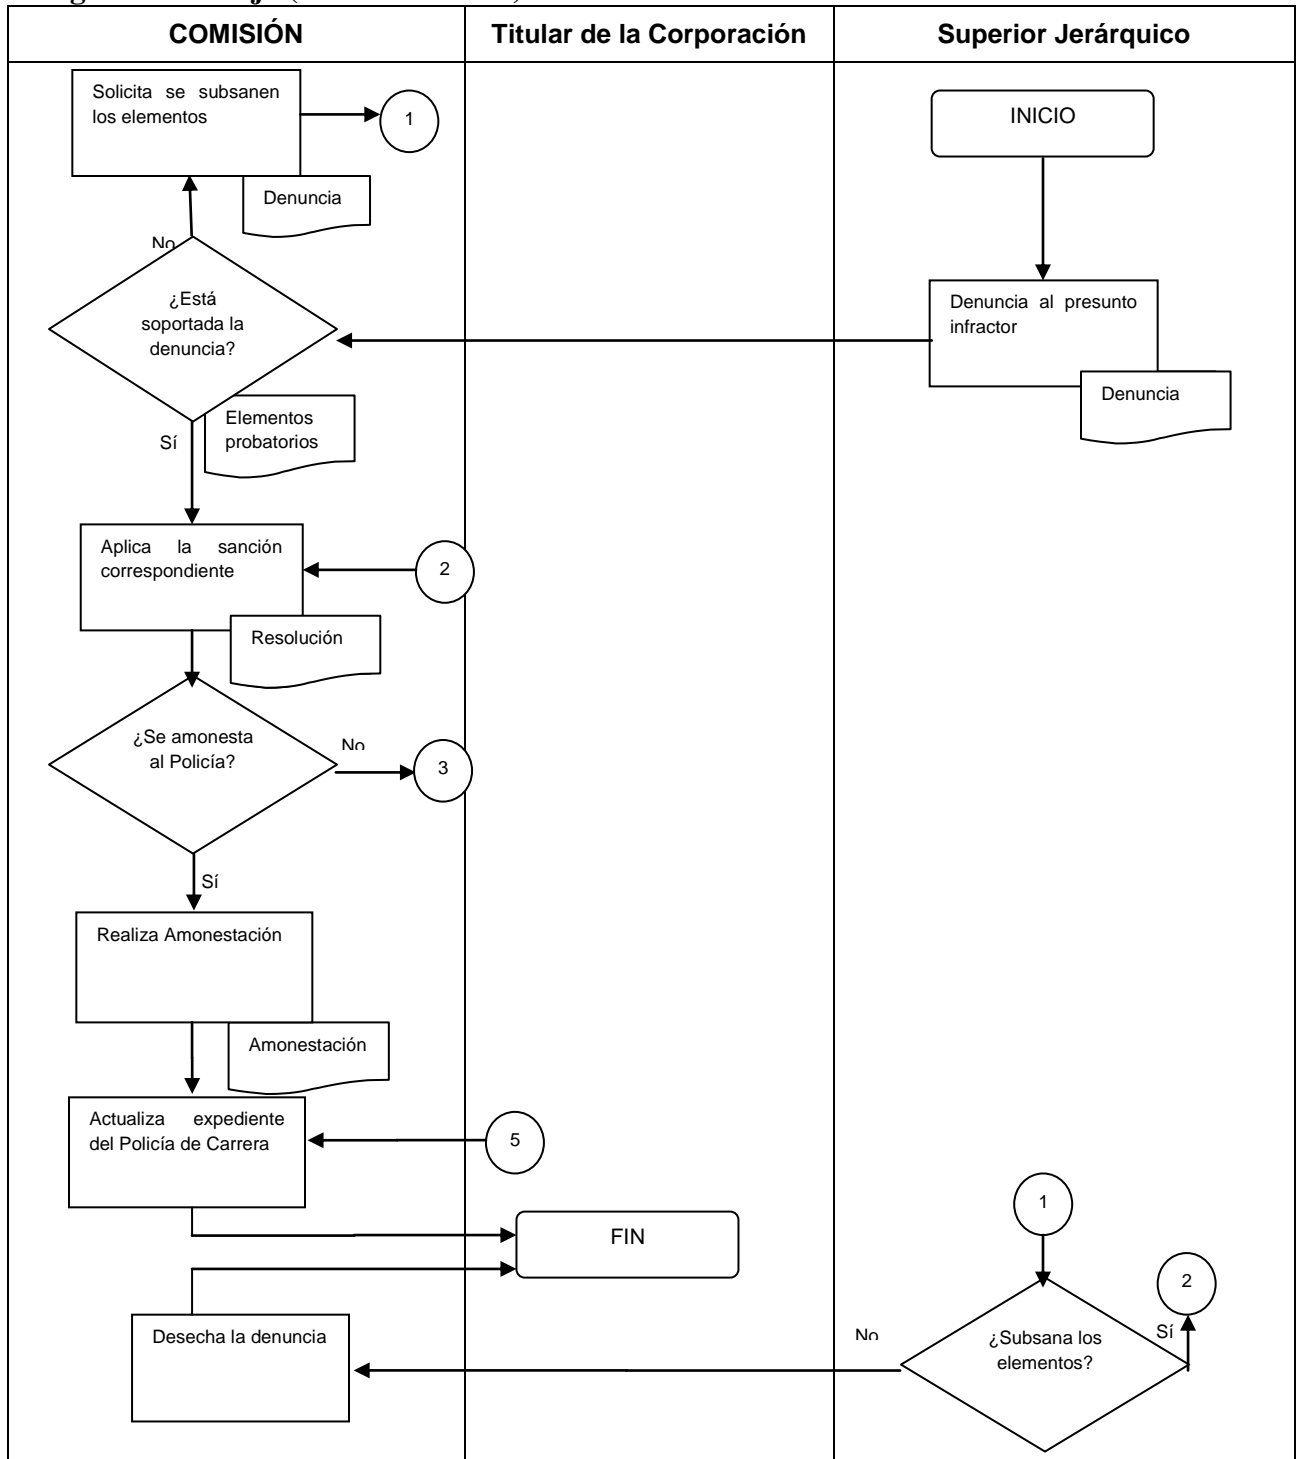 COMISIÓN
Titular de la Corporación
Superior Jerárquico
Solicita se subsanen
los elementos
1
INICIO
Denuncia
No
¿Está
soportada la
denuncia?
Denuncia al presunto
infractor
Denuncia
Elementos
probatorios
Sí
Aplica la sanción
correspondiente
2
Resolución
¿Se amonesta
al Policía?
No
3
Sí
Realiza Amonestación
Amonestación
Actualiza expediente
del Policía de Carrera
5
FIN
1
2
Desecha la denuncia
No
¿Subsana los
elementos?
Sí